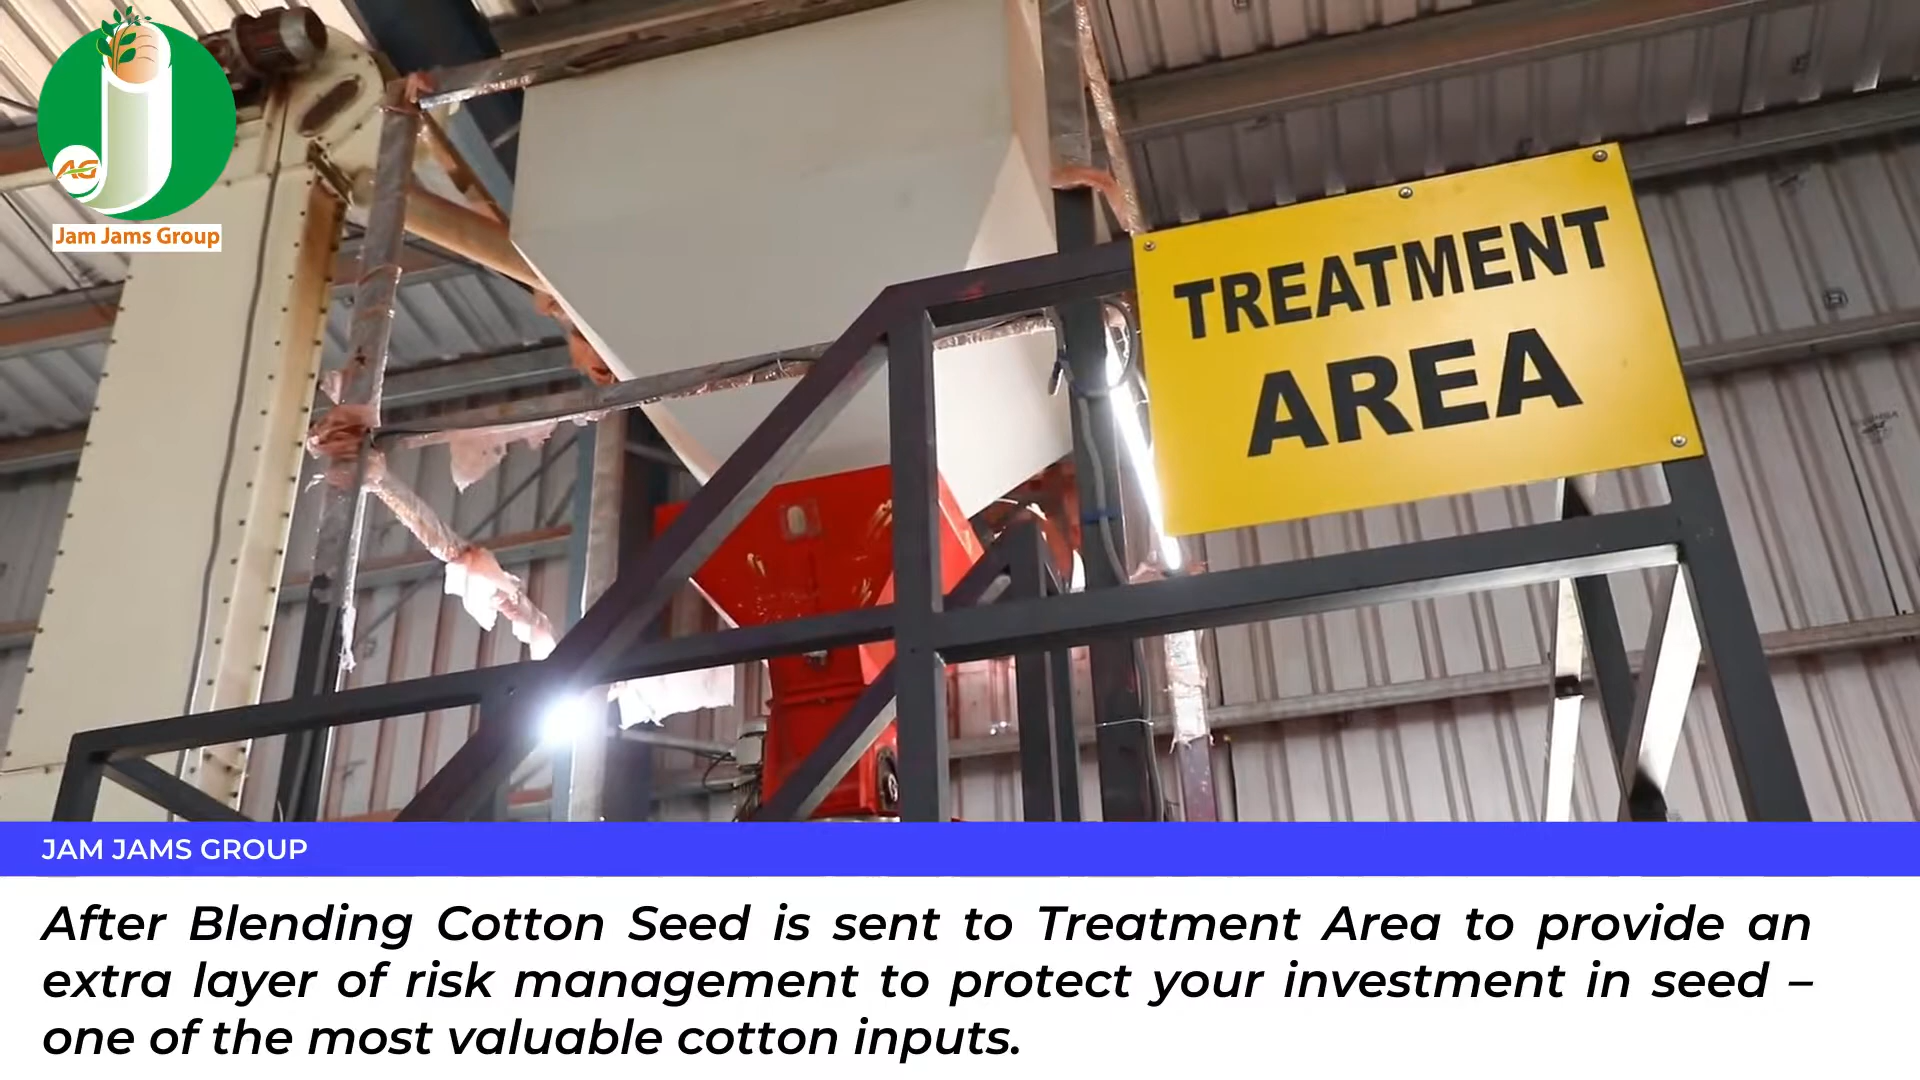 AG
Jam Jams Group
TREATMENT
AREA
JAM JAMS GROUP
After Blending Cotton Seed is sent to Treatment Area to provide an
extra layer of risk management to protect your investment in seed –
one of the most valuable cotton inputs.